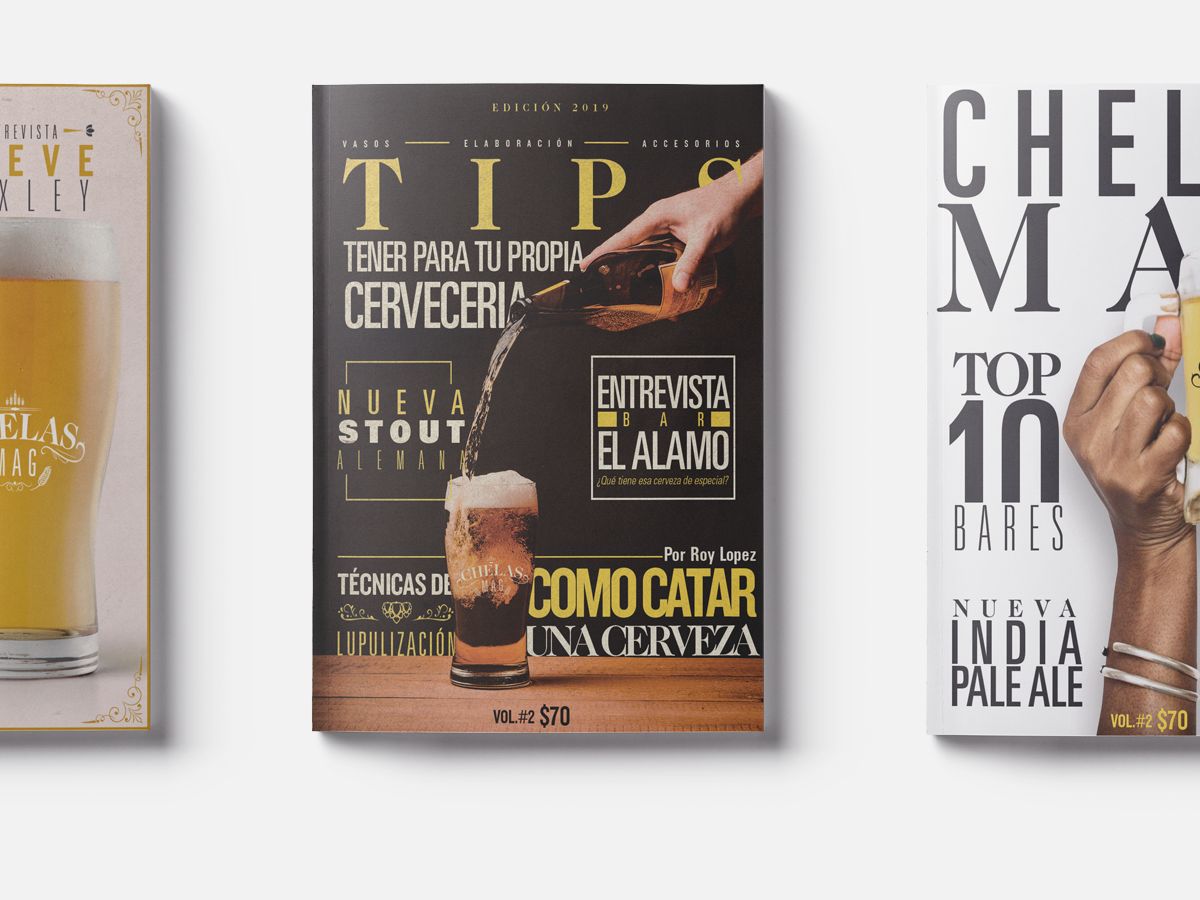 REVISTA
EVE
XLEY
ELAS
MAG
EDICIÓN 2019
VASOS ELABORACIÓN ACCESORIOS
TIPS
TENER PARA TU PROPIA
CERVECERIA
NUEVA
STOUT
ALEMANA
ENTREVISTA
BAR
EL ALAMO
¿Qué tiene esa cerveza de especial?
Por Roy Lopez
TÉCNICAS DE
LUPULIZACIÓN
COMO CATAR
UNA CERVEZA
CHELAS
MAG
VOL.#2 $70
CHEL
MA
TOP
10
BARES
NUEVA
INDIA
PALE ALE
VOL.#2 $70